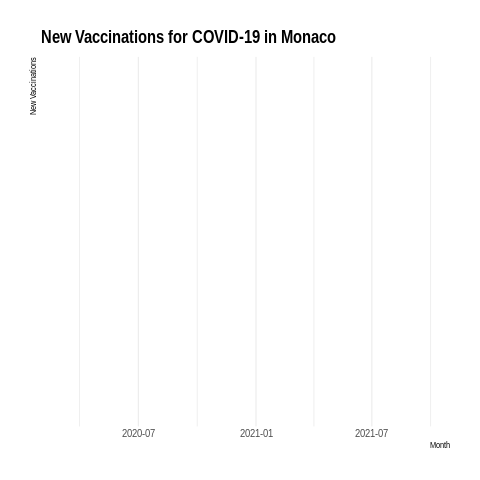 New Vaccinations for COVID-19 in Monaco
New Vaccinations
2020-07 2021-01 2021-07
Month